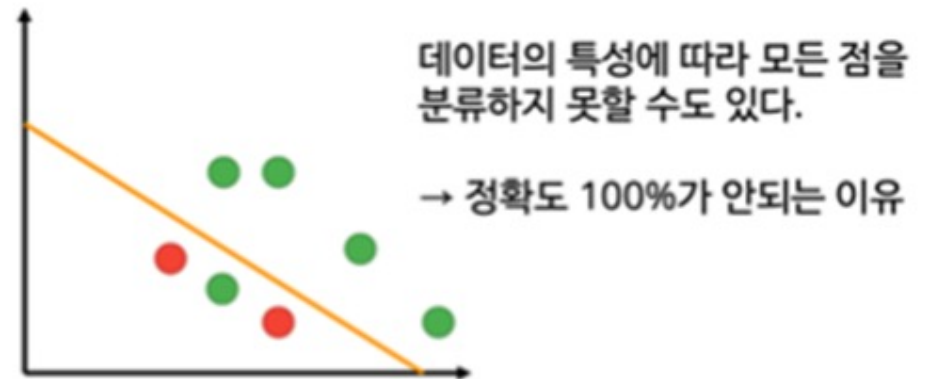 데이터의 특성에 따라 모든 점을
분류하지 못할 수도 있다.
→ 정확도 100%가 안되는 이유